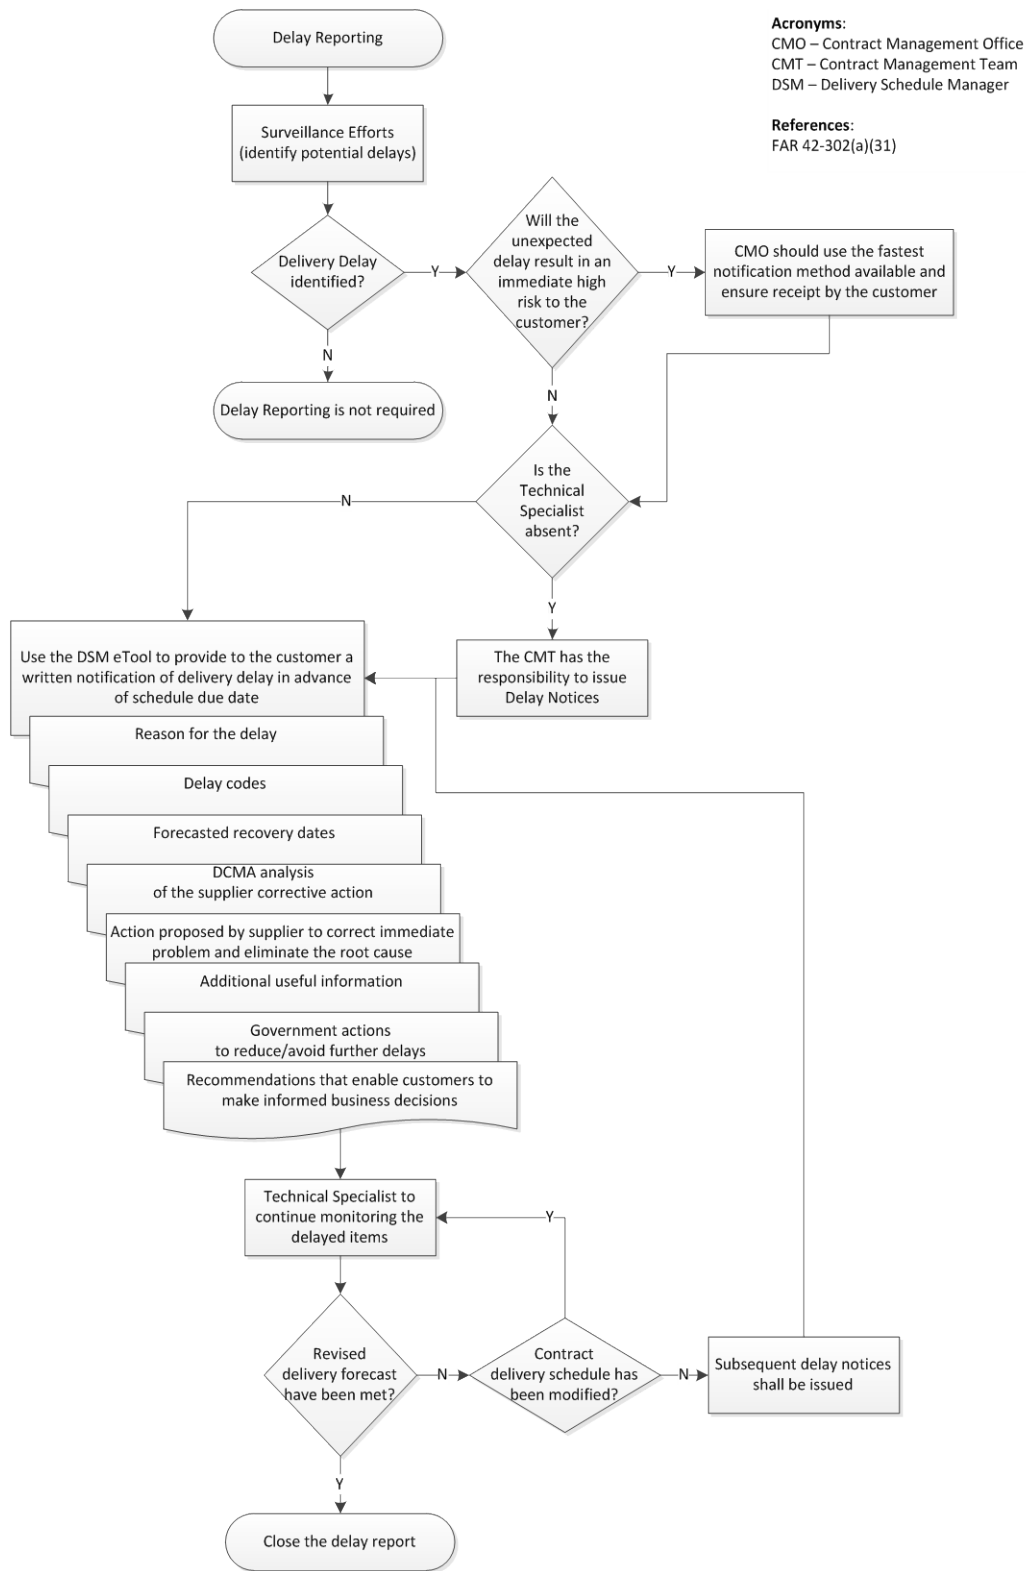 Delay Reporting
Acronyms:
CMO – Contract Management Office
CMT – Contract Management Team
DSM – Delivery Schedule Manager
References:
FAR 42-302(a)(31)
Surveillance Efforts
(identify potential delays)
Delivery Delay
identified?
Y
Will the
unexpected
delay result in an
immediate high
risk to the
customer?
Y
CMO should use the fastest
notification method available and
ensure receipt by the customer
N
Delay Reporting is not required
N
Is the
Technical
Specialist
absent?
N
Y
Use the DSM eTool to provide to the customer a
written notification of delivery delay in advance
of schedule due date
The CMT has the
responsibility to issue
Delay Notices
Reason for the delay
Delay codes
Forecasted recovery dates
DCMA analysis
of the supplier corrective action
Action proposed by supplier to correct immediate
problem and eliminate the root cause
Additional useful information
Government actions
to reduce/avoid further delays
Recommendations that enable customers to
make informed business decisions
Technical Specialist to
continue monitoring the
delayed items
Y
Revised
delivery forecast
have been met?
N
Contract
delivery schedule has
been modified?
N
Subsequent delay notices
shall be issued
Y
Close the delay report